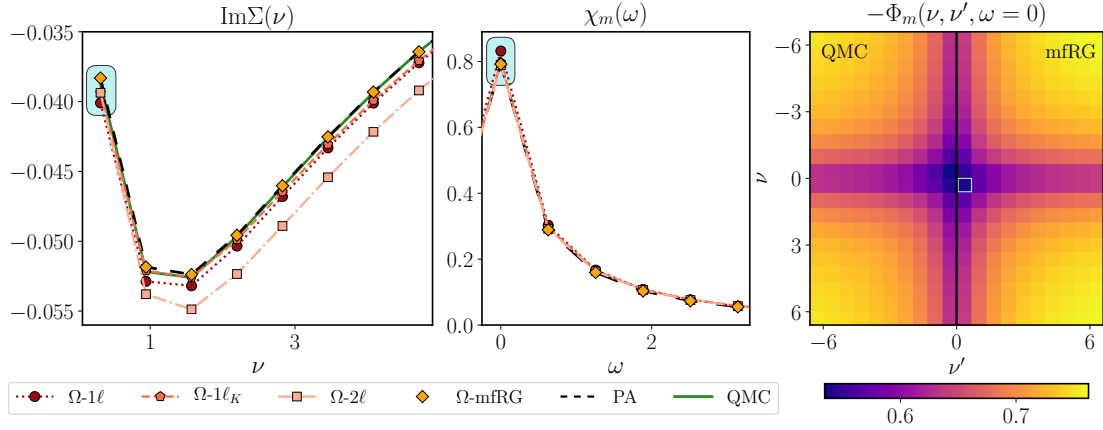 ImΣ(ν)
−0.035
−0.040
−0.045
−0.050
−0.055
1
3
ν
χm(ω)
0.8
0.6
0.4
0.2
0.0
0
2
ω
−Φm(ν, ν′, ω = 0)
QMC
mfRG
−6
−3
0
3
6
ν
−6
0
6
ν′
Ω-1ℓ
Ω-1ℓK
Ω-2ℓ
Ω-mfRG
PA
QMC
0.6
0.7